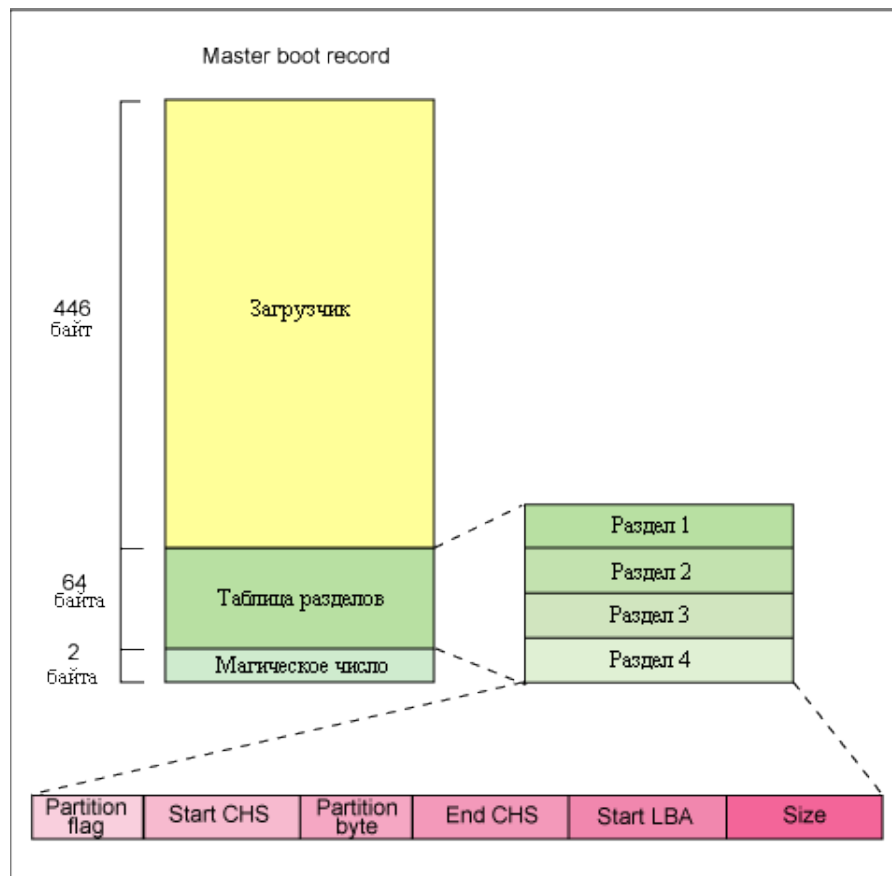 Master boot record
446
байт
Загрузчик
Раздел 1
Раздел 2
Раздел 3
Раздел 4
64
байта
Таблица разделов
2
байта
Магическое число
Partition
flag
Start CHS
Partition
byte
End CHS
Start LBA
Size